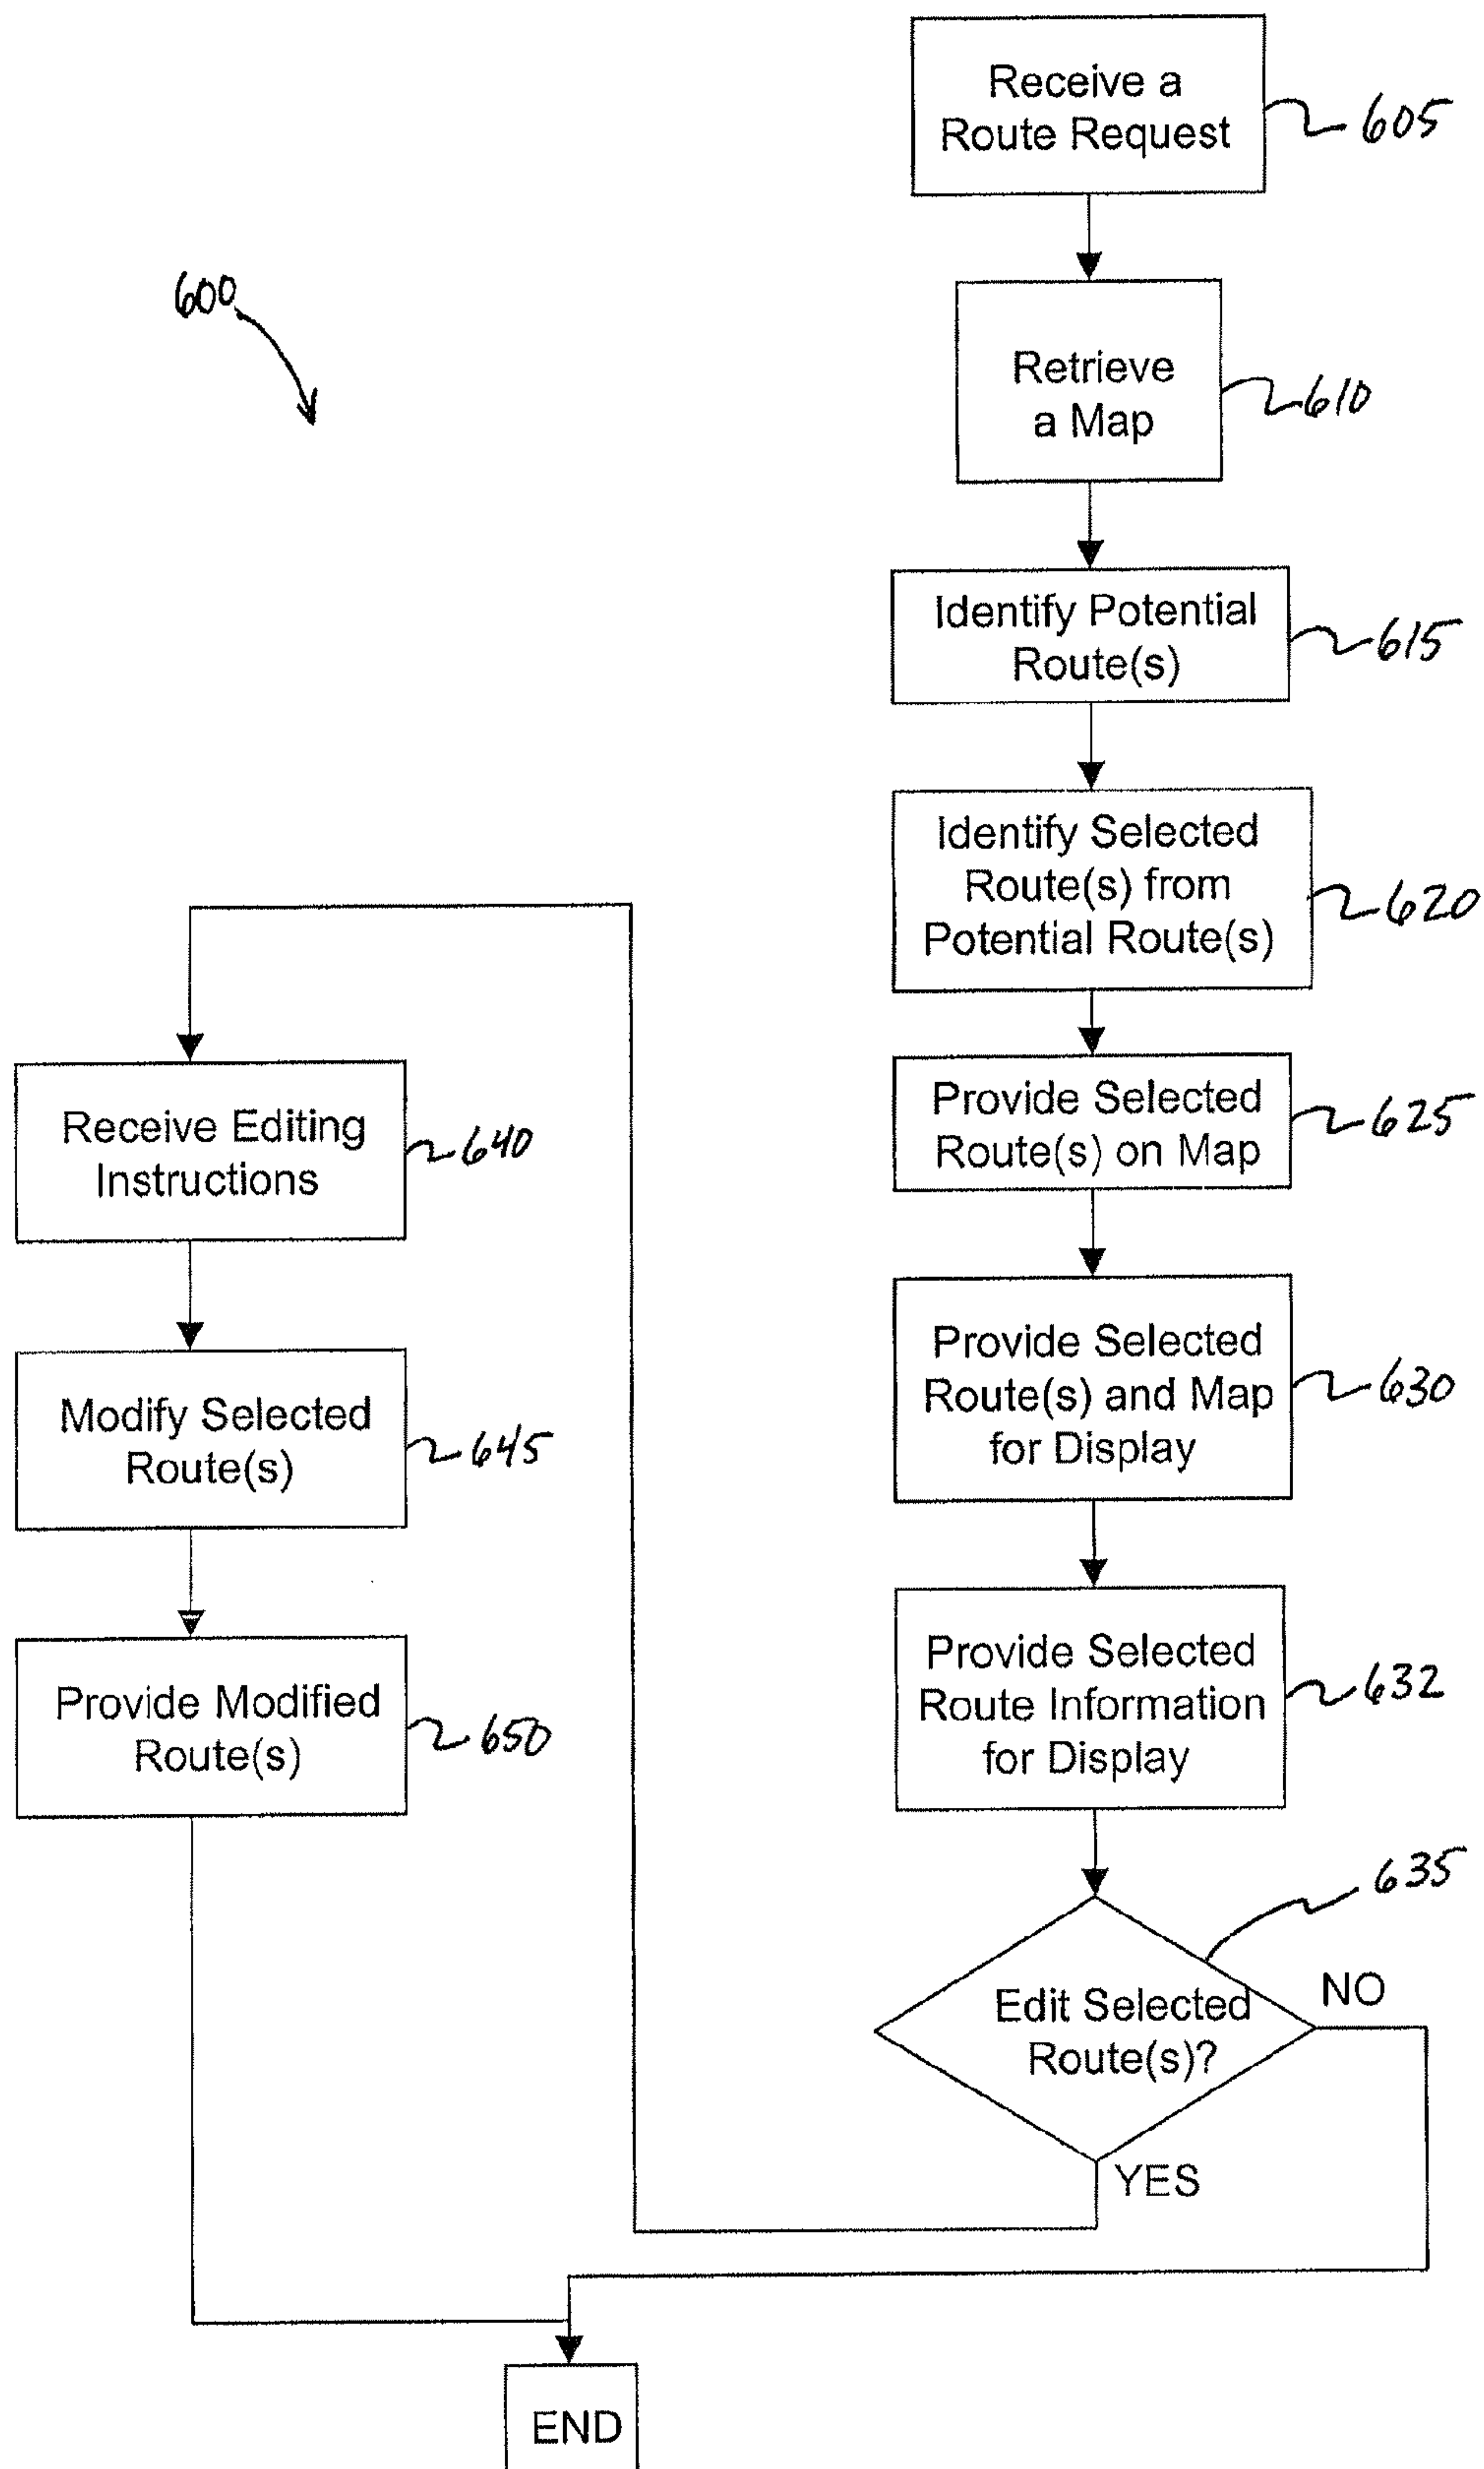 Receive a
Route Request
605
600
Retrieve
a Map
610
Identify Potential
Route(s)
615
Identify Selected
Route(s) from
Potential Route(s)
620
Provide Selected
Route(s) on Map
625
Receive Editing
Instructions
640
Provide Selected
Route(s) and Map
for Display
630
Modify Selected
Route(s)
645
Provide Selected
Route Information
for Display
632
Provide Modified
Route(s)
650
635
Edit Selected
Route(s)?
NO
YES
END